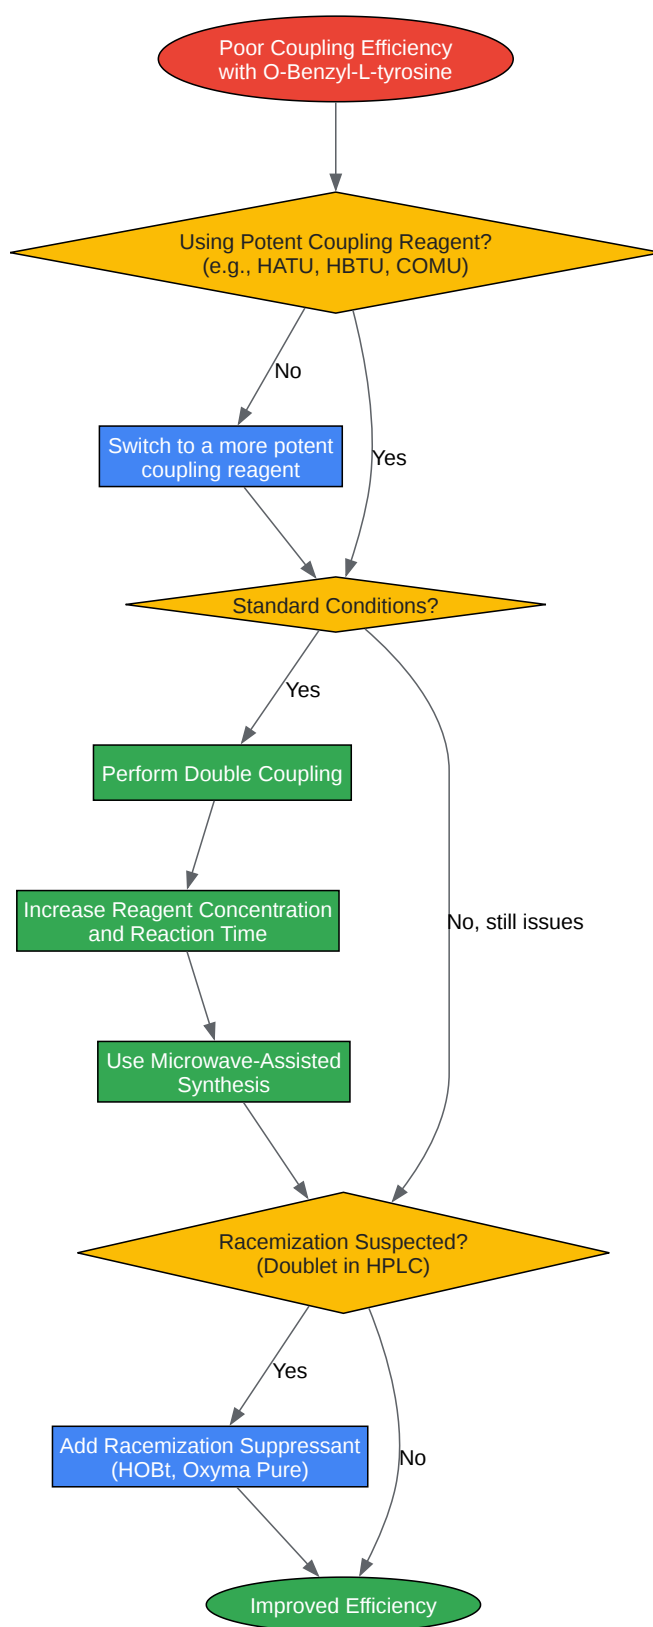 Poor Coupling Efficiency
with O-Benzyl-L-tyrosine
Using Potent Coupling Reagent?
(e.g., HATU, HBTU, COMU)
No
Switch to a more potent
coupling reagent
Yes
Standard Conditions?
Yes
Perform Double Coupling
Increase Reagent Concentration
and Reaction Time
No, still issues
Use Microwave-Assisted
Synthesis
Racemization Suspected?
(Doublet in HPLC)
Yes
Add Racemization Suppressant
(HOBt, Oxyma Pure)
No
Improved Efficiency